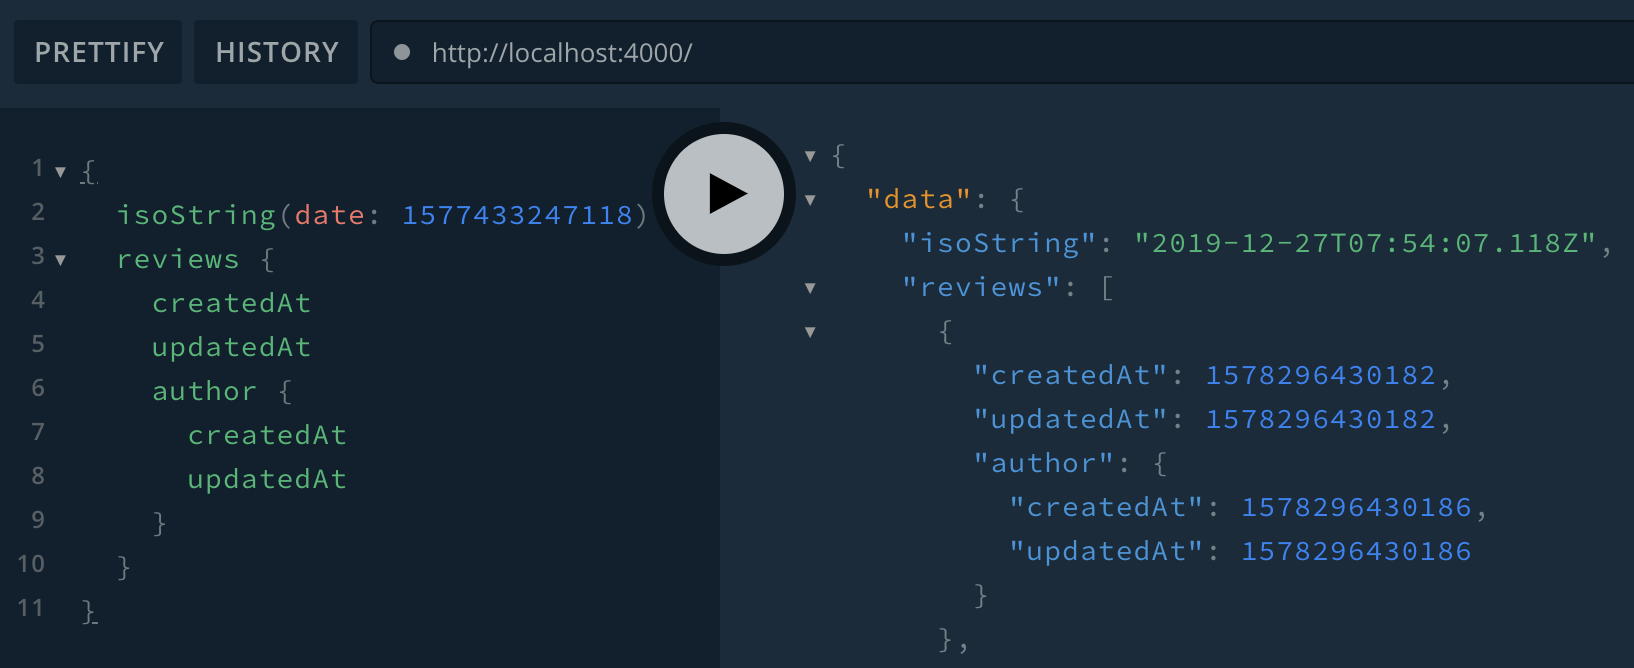 PRETTIFY HISTORY http://localhost:4000/
1 {
2 isoString(date: 1577433247118)
3 reviews {
4 createdAt
5 updatedAt
6 author {
7 createdAt
8 updatedAt
9 }
10 }
11 }
{
"data": {
"isoString": "2019-12-27T07:54:07.118Z",
"reviews": [
{
"createdAt": 1578296430182,
"updatedAt": 1578296430182,
"author": {
"createdAt": 1578296430186,
"updatedAt": 1578296430186
}
},